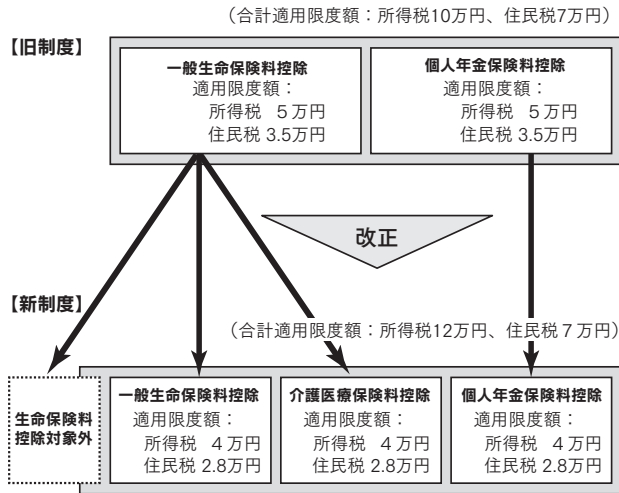 （合計適用限度額：所得税10万円、住民税7万円）
【旧制度】
一般生命保険料控除
適用限度額：
所得税 5万円
住民税 3.5万円
個人年金保険料控除
適用限度額：
所得税 5万円
住民税 3.5万円
改正
【新制度】
（合計適用限度額：所得税12万円、住民税７万円）
生命保険料
控除対象外
一般生命保険料控除
適用限度額：
所得税 4万円
住民税 2.8万円
介護医療保険料控除
適用限度額：
所得税 4万円
住民税 2.8万円
個人年金保険料控除
適用限度額：
所得税 4万円
住民税 2.8万円